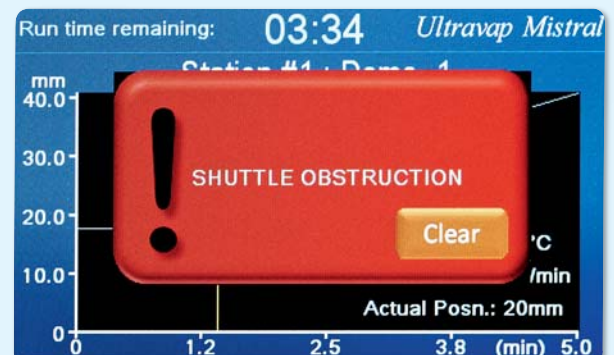 Run time remaining: 03:34 Ultravap Mistral
mm
40.0
SHUTTLE OBSTRUCTION
30.0
20.0
Clear
°C
10.0
/min
Actual Posn.: 20mm
0
0 1.2 2.5 3.8 (min) 5.0